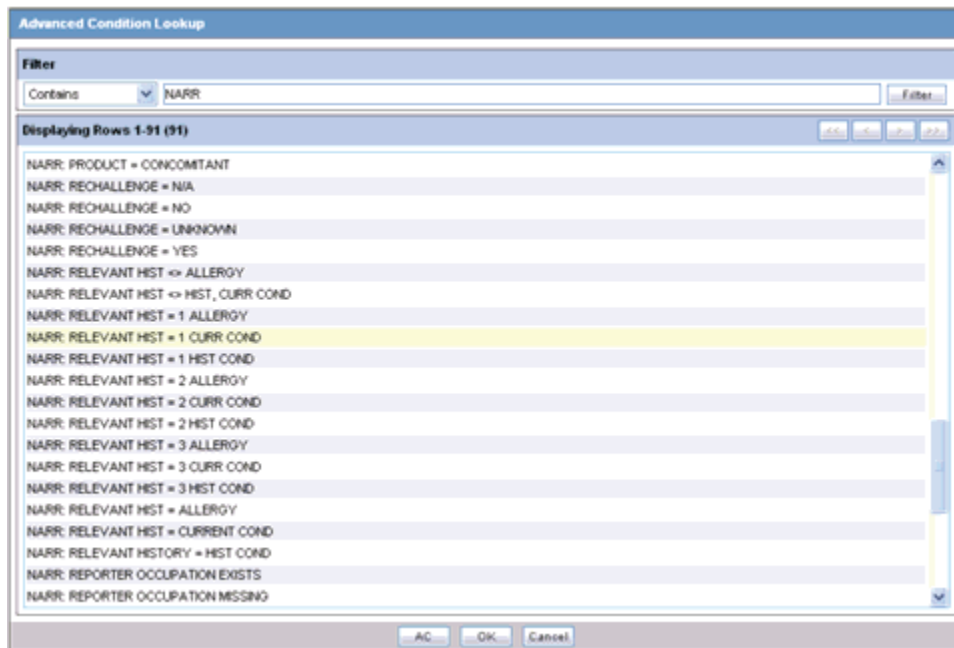 Advanced Condition Lookup
Filter
Contains NARR Filter
Displaying Rows 1-91 (91) << < > >>
NARR: PRODUCT = CONCOMITANT
NARR: RECHALLENGE = N/A
NARR: RECHALLENGE = NO
NARR: RECHALLENGE = UNKNOWN
NARR: RECHALLENGE = YES
NARR: RELEVANT HIST <> ALLERGY
NARR: RELEVANT HIST <> HIST, CURR COND
NARR: RELEVANT HIST = 1 ALLERGY
NARR: RELEVANT HIST = 1 CURR COND
NARR: RELEVANT HIST = 1 HIST COND
NARR: RELEVANT HIST = 2 ALLERGY
NARR: RELEVANT HIST = 2 CURR COND
NARR: RELEVANT HIST = 2 HIST COND
NARR: RELEVANT HIST = 3 ALLERGY
NARR: RELEVANT HIST = 3 CURR COND
NARR: RELEVANT HIST = 3 HIST COND
NARR: RELEVANT HIST = ALLERGY
NARR: RELEVANT HIST = CURRENT COND
NARR: RELEVANT HISTORY = HIST COND
NARR: REPORTER OCCUPATION EXISTS
NARR: REPORTER OCCUPATION MISSING
AC OK Cancel